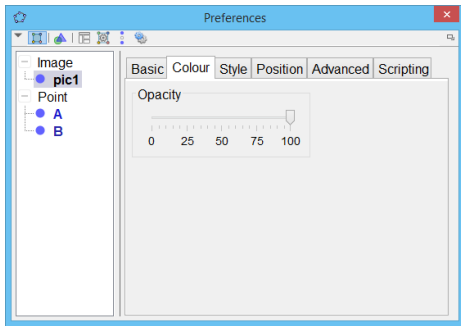 Preferences
Image
pic1
Point
A
B
Basic Colour Style Position Advanced Scripting
Opacity
0 25 50 75 100